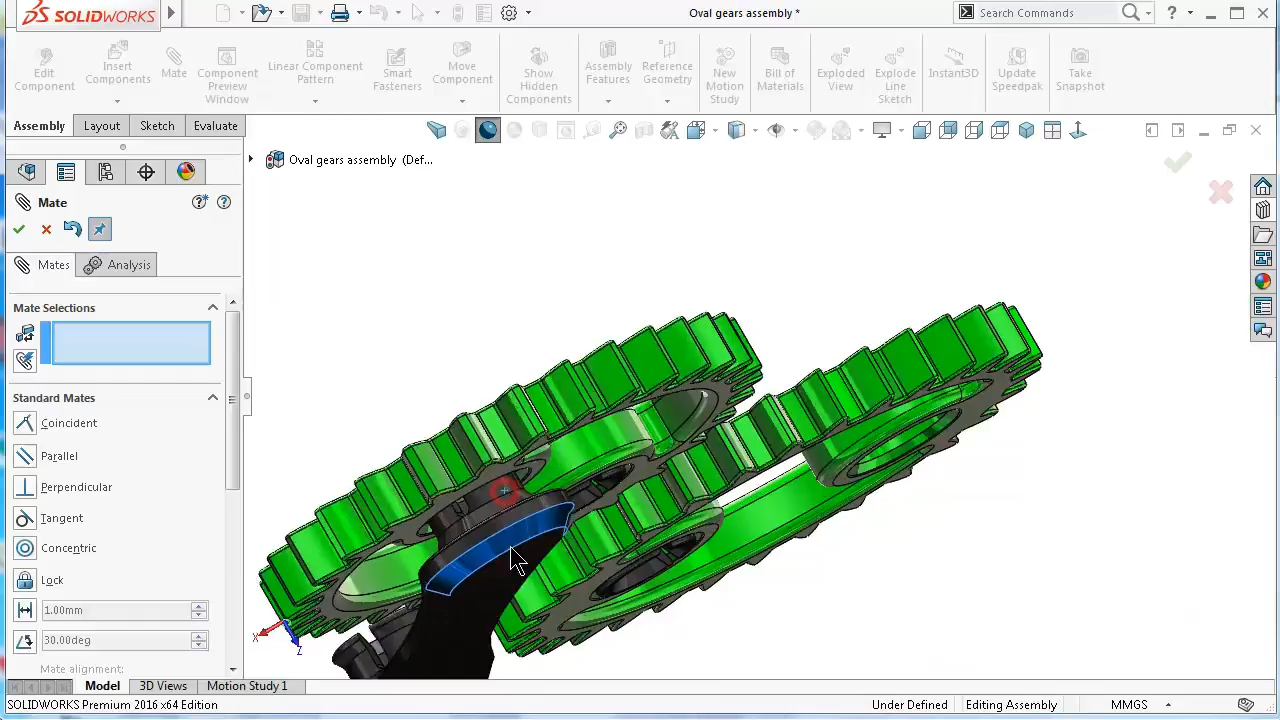 SOLIDWORKS
Oval gears assembly *
Search Commands
?
Edit Component
Insert Components
Mate
Component Preview Window
Linear Component Pattern
Smart Fasteners
Move Component
Show Hidden Components
Assembly Features
Reference Geometry
New Motion Study
Bill of Materials
Exploded View
Explode Line Sketch
Instant3D
Update Speedpak
Take Snapshot
Assembly
Layout
Sketch
Evaluate
Oval gears assembly (Def...
Mate
Mates
Analysis
Mate Selections
Standard Mates
Coincident
Parallel
Perpendicular
Tangent
Concentric
Lock
1.00mm
30.00deg
Mate alignment:
X
Z
Model
3D Views
Motion Study 1
SOLIDWORKS Premium 2016 x64 Edition
Under Defined
Editing Assembly
MMGS